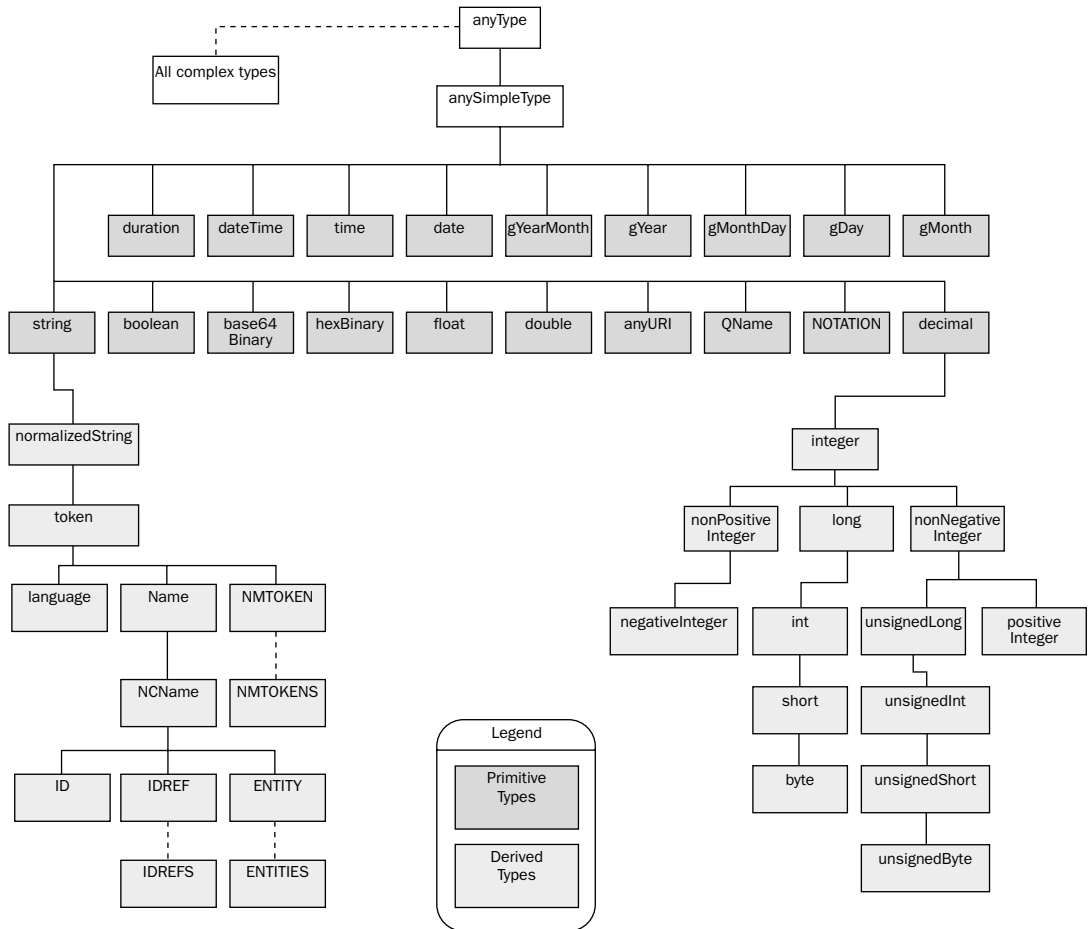 anyType
All complex types
anySimpleType
duration
dateTime
time
date
gYearMonth
gYear
gMonthDay
gDay
gMonth
string
boolean
base64
Binary
hexBinary
float
double
anyURI
QName
NOTATION
decimal
normalizedString
integer
token
nonPositive
Integer
long
nonNegative
Integer
language
Name
NMTOKEN
negativeInteger
int
unsignedLong
positive
Integer
NCName
NMTOKENS
short
unsignedInt
Legend
ID
IDREF
ENTITY
Primitive
Types
byte
unsignedShort
IDREFS
ENTITIES
Derived
Types
unsignedByte